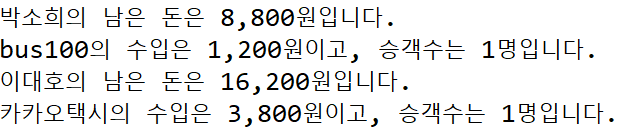 박소희의 남은 돈은 8,800원입니다.
bus100의 수입은 1,200원이고, 승객수는 1명입니다.
이대호의 남은 돈은 16,200원입니다.
카카오택시의 수입은 3,800원이고, 승객수는 1명입니다.